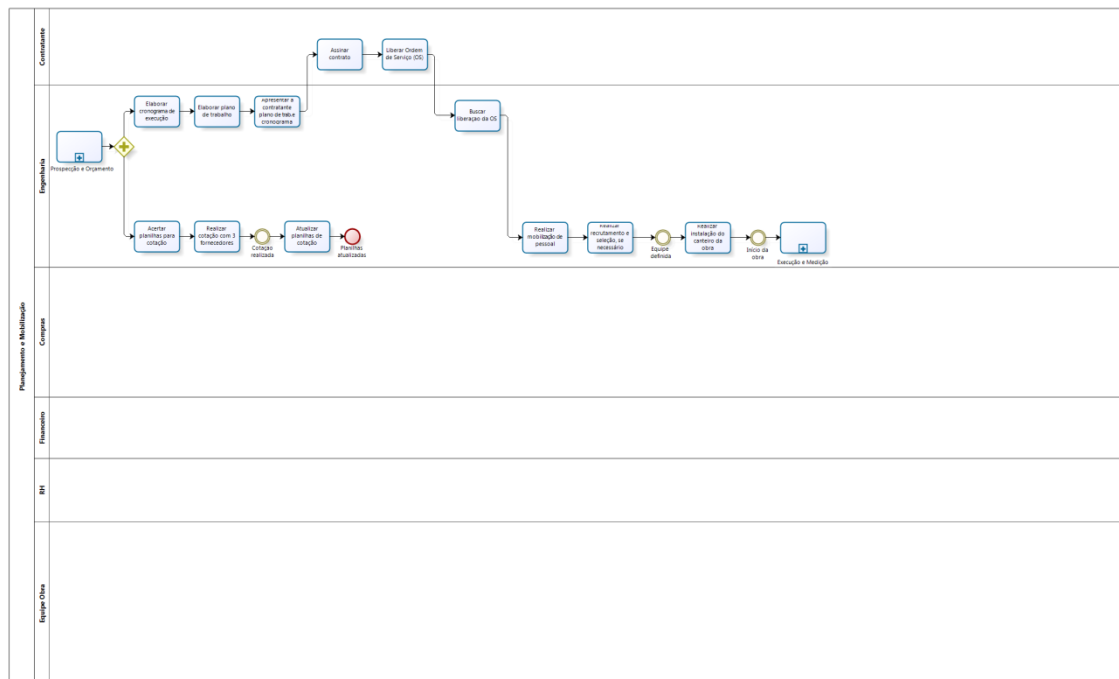 Planejamento e Mobilização
Contratante
Assinar
contrato
Liberar Ordem
de Serviço (OS)
Engenharia
Prospecção e Orçamento
Elaborar
cronograma de
execução
Elaborar plano
de trabalho
Apresentar a
contratante
plano de trab.e
cronograma
Buscar
liberação da OS
Acertar
planilhas para
cotação
Realizar
cotação com 3
fornecedores
Cotação
realizada
Atualizar
planilhas de
cotação
Planilhas
atualizadas
Realizar
mobilização de
pessoal
Realizar
recrutamento e
seleção, se
necessário
Equipe
definida
Realizar
instalação do
canteiro da
obra
Início da
obra
Execução e Medição
Compras
Financeiro
RH
Equipe Obra